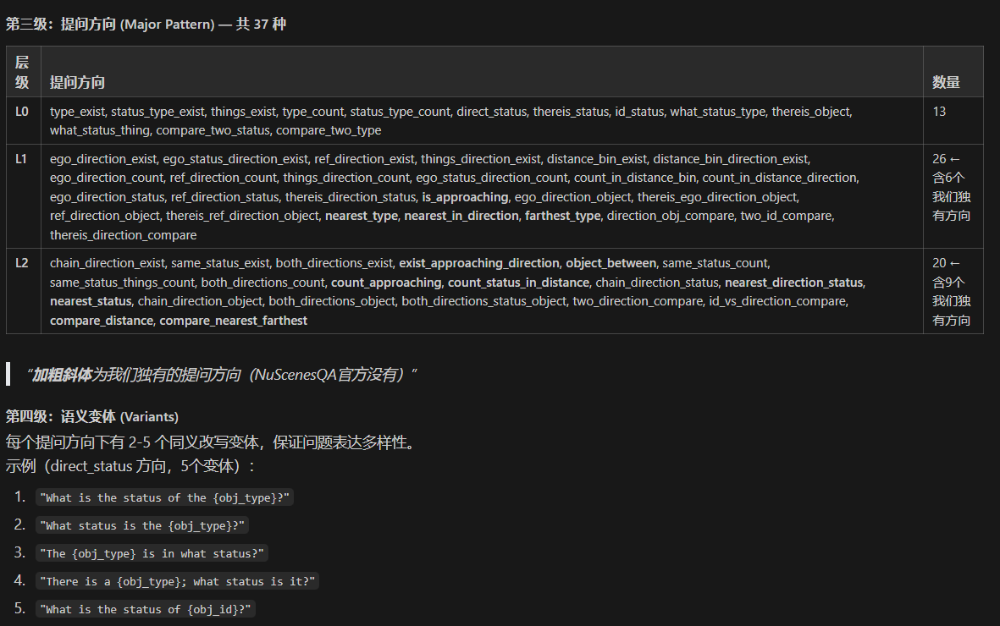 第三级：提问方向 (Major Pattern) — 共 37 种
层级 提问方向 数量
L0 type_exist, status_type_exist, things_exist, type_count, status_type_count, direct_status, thereis_status, id_status, what_status_type, thereis_object, 13
what_status_thing, compare_two_status, compare_two_type
L1 ego_direction_exist, ego_status_direction_exist, ref_direction_exist, things_direction_exist, distance_bin_exist, distance_bin_direction_exist, 26 ←
ego_direction_count, ref_direction_count, things_direction_count, ego_status_direction_count, count_in_distance_bin, count_in_distance_direction, 含6个
ego_direction_status, ref_direction_status, thereis_direction_status, is_approaching, ego_direction_object, thereis_ego_direction_object, 我们独
ref_direction_object, thereis_ref_direction_object, nearest_type, nearest_in_direction, farthest_type, direction_obj_compare, two_id_compare, 有方向
thereis_direction_compare
L2 chain_direction_exist, same_status_exist, both_directions_exist, exist_approaching_direction, object_between, same_status_count, 20 ←
same_status_things_count, both_directions_count, count_approaching, count_status_in_distance, chain_direction_status, nearest_direction_status, 含9个
nearest_status, chain_direction_object, both_directions_object, both_directions_status_object, two_direction_compare, id_vs_direction_compare, 我们独
compare_distance, compare_nearest_farthest 有方向
“加粗斜体为我们独有的提问方向（NuScenesQA官方没有）”
第四级：语义变体 (Variants)
每个提问方向下有 2-5 个同义改写变体，保证问题表达多样性。
示例（direct_status 方向，5个变体）：
1. "What is the status of the {obj_type}?"
2. "What status is the {obj_type}?"
3. "The {obj_type} is in what status?"
4. "There is a {obj_type}; what status is it?"
5. "What is the status of {obj_id}?"